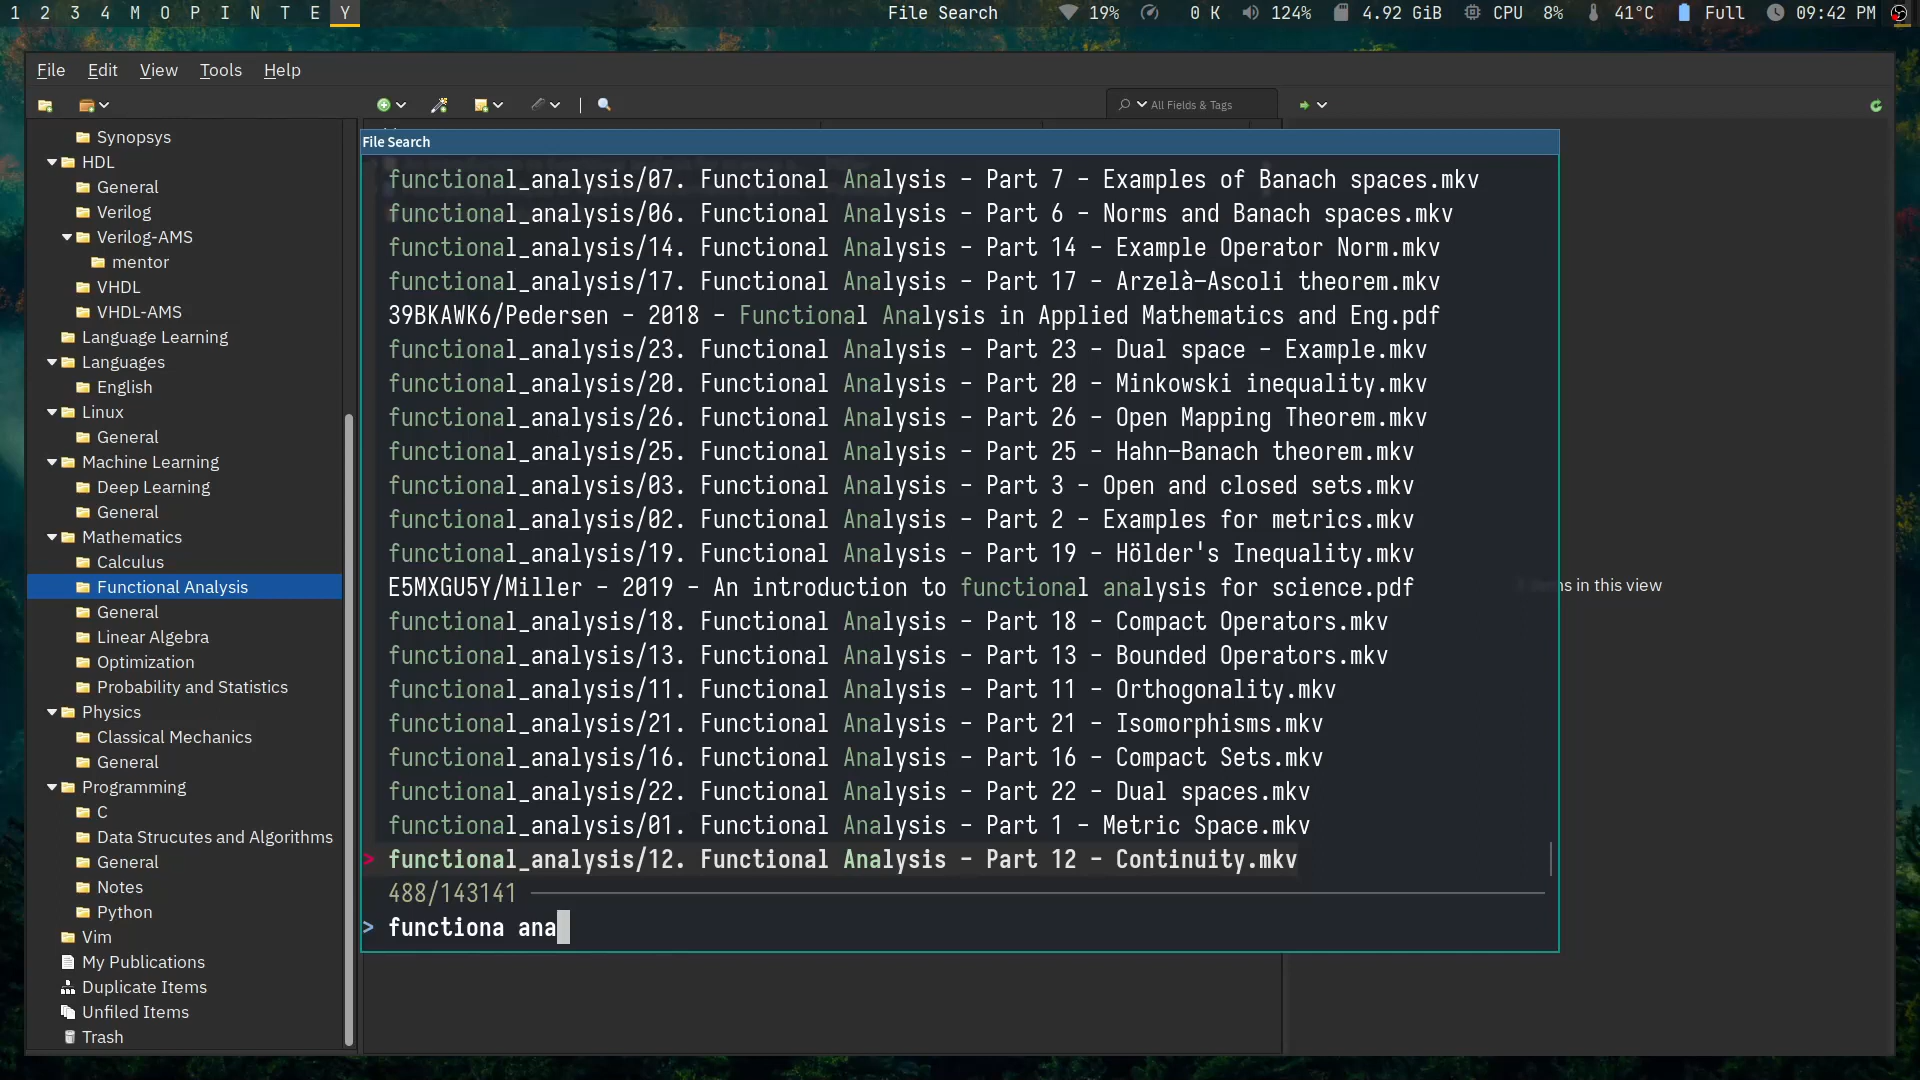 1 2 3 4 M O P I N T E Y
File Search
19% 0 K 124% 4.92 GiB CPU 8% 41°C Full 09:42 PM
File Edit View Tools Help
All Fields & Tags
Synopsys
HDL
General
Verilog
Verilog-AMS
mentor
VHDL
VHDL-AMS
Language Learning
Languages
English
Linux
General
Machine Learning
Deep Learning
General
Mathematics
Calculus
Functional Analysis
General
Linear Algebra
Optimization
Probability and Statistics
Physics
Classical Mechanics
General
Programming
C
Data Strucutes and Algorithms
General
Notes
Python
Vim
My Publications
Duplicate Items
Unfiled Items
Trash
File Search
functional_analysis/07. Functional Analysis - Part 7 - Examples of Banach spaces.mkv
functional_analysis/06. Functional Analysis - Part 6 - Norms and Banach spaces.mkv
functional_analysis/14. Functional Analysis - Part 14 - Example Operator Norm.mkv
functional_analysis/17. Functional Analysis - Part 17 - Arzelà-Ascoli theorem.mkv
39BKAWK6/Pedersen - 2018 - Functional Analysis in Applied Mathematics and Eng.pdf
functional_analysis/23. Functional Analysis - Part 23 - Dual space - Example.mkv
functional_analysis/20. Functional Analysis - Part 20 - Minkowski inequality.mkv
functional_analysis/26. Functional Analysis - Part 26 - Open Mapping Theorem.mkv
functional_analysis/25. Functional Analysis - Part 25 - Hahn-Banach theorem.mkv
functional_analysis/03. Functional Analysis - Part 3 - Open and closed sets.mkv
functional_analysis/02. Functional Analysis - Part 2 - Examples for metrics.mkv
functional_analysis/19. Functional Analysis - Part 19 - Hölder's Inequality.mkv
E5MXGU5Y/Miller - 2019 - An introduction to functional analysis for science.pdf
functional_analysis/18. Functional Analysis - Part 18 - Compact Operators.mkv
functional_analysis/13. Functional Analysis - Part 13 - Bounded Operators.mkv
functional_analysis/11. Functional Analysis - Part 11 - Orthogonality.mkv
functional_analysis/21. Functional Analysis - Part 21 - Isomorphisms.mkv
functional_analysis/16. Functional Analysis - Part 16 - Compact Sets.mkv
functional_analysis/22. Functional Analysis - Part 22 - Dual spaces.mkv
functional_analysis/01. Functional Analysis - Part 1 - Metric Space.mkv
> functional_analysis/12. Functional Analysis - Part 12 - Continuity.mkv
488/143141
> functiona ana
in this view